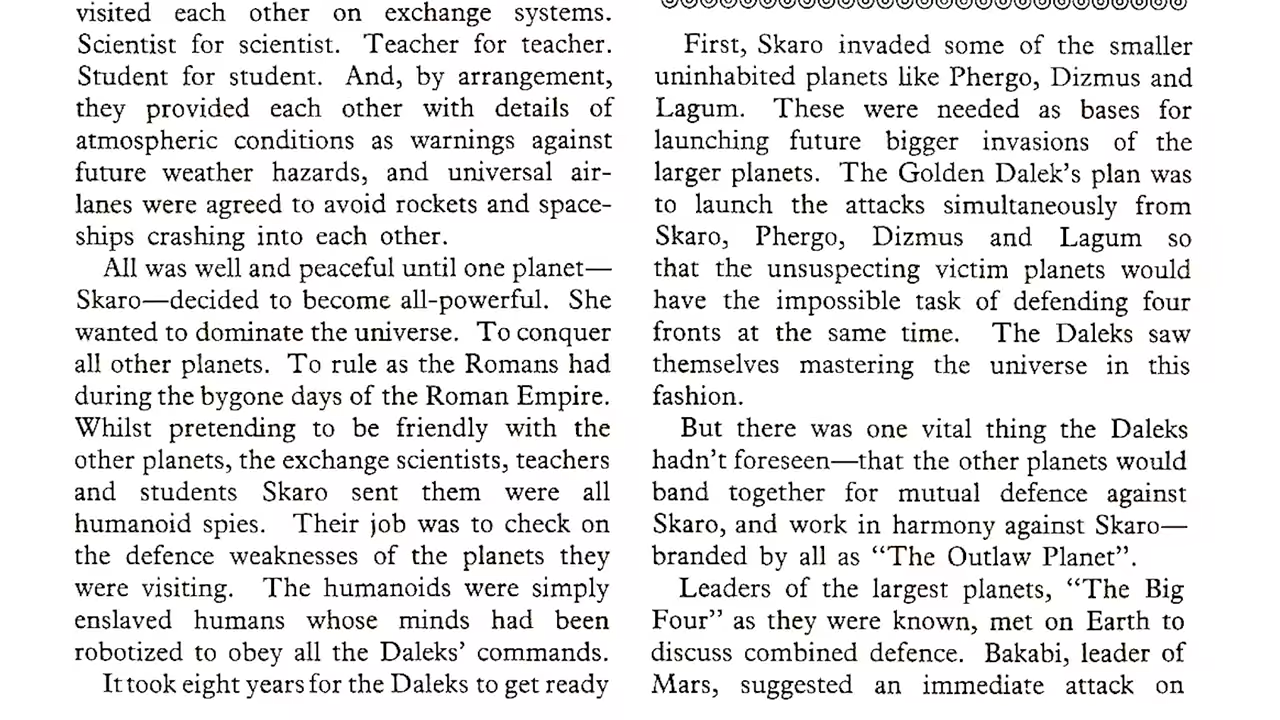 visited each other on exchange systems.
Scientist for scientist. Teacher for teacher.
Student for student. And, by arrangement,
they provided each other with details of
atmospheric conditions as warnings against
future weather hazards, and universal air-
lanes were agreed to avoid rockets and space-
ships crashing into each other.
All was well and peaceful until one planet—
Skaro—decided to become all-powerful. She
wanted to dominate the universe. To conquer
all other planets. To rule as the Romans had
during the bygone days of the Roman Empire.
Whilst pretending to be friendly with the
other planets, the exchange scientists, teachers
and students Skaro sent them were all
humanoid spies. Their job was to check on
the defence weaknesses of the planets they
were visiting. The humanoids were simply
enslaved humans whose minds had been
robotized to obey all the Daleks’ commands.
It took eight years for the Daleks to get ready
First, Skaro invaded some of the smaller
uninhabited planets like Phergo, Dizmus and
Lagum. These were needed as bases for
launching future bigger invasions of the
larger planets. The Golden Dalek’s plan was
to launch the attacks simultaneously from
Skaro, Phergo, Dizmus and Lagum so
that the unsuspecting victim planets would
have the impossible task of defending four
fronts at the same time. The Daleks saw
themselves mastering the universe in this
fashion.
But there was one vital thing the Daleks
hadn’t foreseen—that the other planets would
band together for mutual defence against
Skaro, and work in harmony against Skaro—
branded by all as “The Outlaw Planet”.
Leaders of the largest planets, “The Big
Four” as they were known, met on Earth to
discuss combined defence. Bakabi, leader of
Mars, suggested an immediate attack on